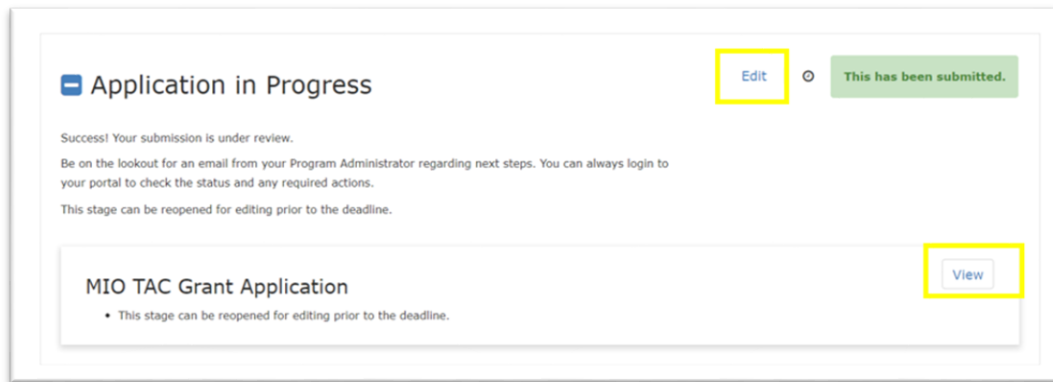 Application in Progress
Edit
This has been submitted.
Success! Your submission is under review.
Be on the lookout for an email from your Program Administrator regarding next steps. You can always login to
your portal to check the status and any required actions.
This stage can be reopened for editing prior to the deadline.
MIO TAC Grant Application
View
• This stage can be reopened for editing prior to the deadline.